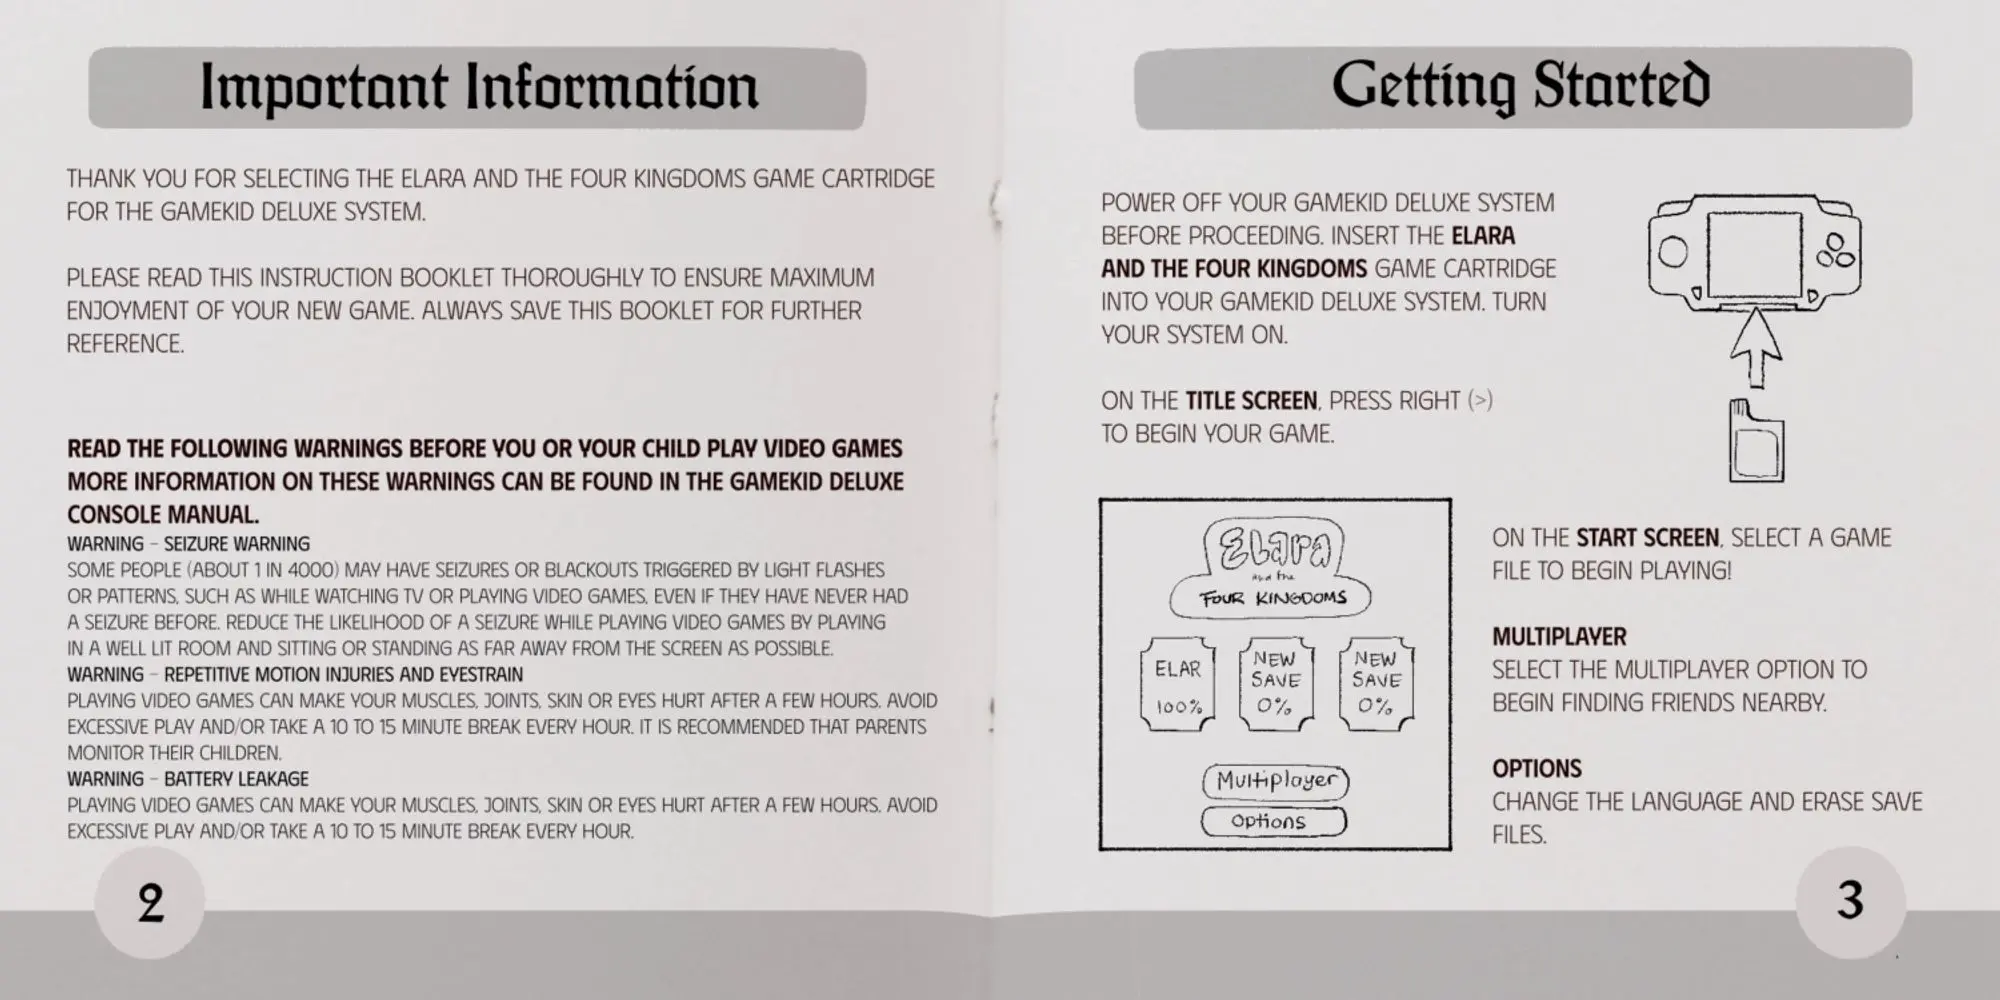 Important Information
THANK YOU FOR SELECTING THE ELARA AND THE FOUR KINGDOMS GAME CARTRIDGE
FOR THE GAMEKID DELUXE SYSTEM.
PLEASE READ THIS INSTRUCTION BOOKLET THOROUGHLY TO ENSURE MAXIMUM
ENJOYMENT OF YOUR NEW GAME. ALWAYS SAVE THIS BOOKLET FOR FURTHER
REFERENCE.
READ THE FOLLOWING WARNINGS BEFORE YOU OR YOUR CHILD PLAY VIDEO GAMES
MORE INFORMATION ON THESE WARNINGS CAN BE FOUND IN THE GAMEKID DELUXE
CONSOLE MANUAL.
WARNING - SEIZURE WARNING
SOME PEOPLE (ABOUT 1 IN 4000) MAY HAVE SEIZURES OR BLACKOUTS TRIGGERED BY LIGHT FLASHES
OR PATTERNS, SUCH AS WHILE WATCHING TV OR PLAYING VIDEO GAMES, EVEN IF THEY HAVE NEVER HAD
A SEIZURE BEFORE. REDUCE THE LIKELIHOOD OF A SEIZURE WHILE PLAYING VIDEO GAMES BY PLAYING
IN A WELL LIT ROOM AND SITTING OR STANDING AS FAR AWAY FROM THE SCREEN AS POSSIBLE.
WARNING - REPETITIVE MOTION INJURIES AND EYESTRAIN
PLAYING VIDEO GAMES CAN MAKE YOUR MUSCLES, JOINTS, SKIN OR EYES HURT AFTER A FEW HOURS. AVOID
EXCESSIVE PLAY AND/OR TAKE A 10 TO 15 MINUTE BREAK EVERY HOUR. IT IS RECOMMENDED THAT PARENTS
MONITOR THEIR CHILDREN.
WARNING - BATTERY LEAKAGE
PLAYING VIDEO GAMES CAN MAKE YOUR MUSCLES, JOINTS, SKIN OR EYES HURT AFTER A FEW HOURS. AVOID
EXCESSIVE PLAY AND/OR TAKE A 10 TO 15 MINUTE BREAK EVERY HOUR.
2
Getting Started
POWER OFF YOUR GAMEKID DELUXE SYSTEM
BEFORE PROCEEDING. INSERT THE ELARA
AND THE FOUR KINGDOMS GAME CARTRIDGE
INTO YOUR GAMEKID DELUXE SYSTEM. TURN
YOUR SYSTEM ON.
ON THE TITLE SCREEN, PRESS RIGHT (>)
TO BEGIN YOUR GAME.
Elara
and the
FOUR KINGDOMS
ELAR
100%
NEW
SAVE
0%
NEW
SAVE
0%
Multiplayer
Options
ON THE START SCREEN, SELECT A GAME
FILE TO BEGIN PLAYING!
MULTIPLAYER
SELECT THE MULTIPLAYER OPTION TO
BEGIN FINDING FRIENDS NEARBY.
OPTIONS
CHANGE THE LANGUAGE AND ERASE SAVE
FILES.
3